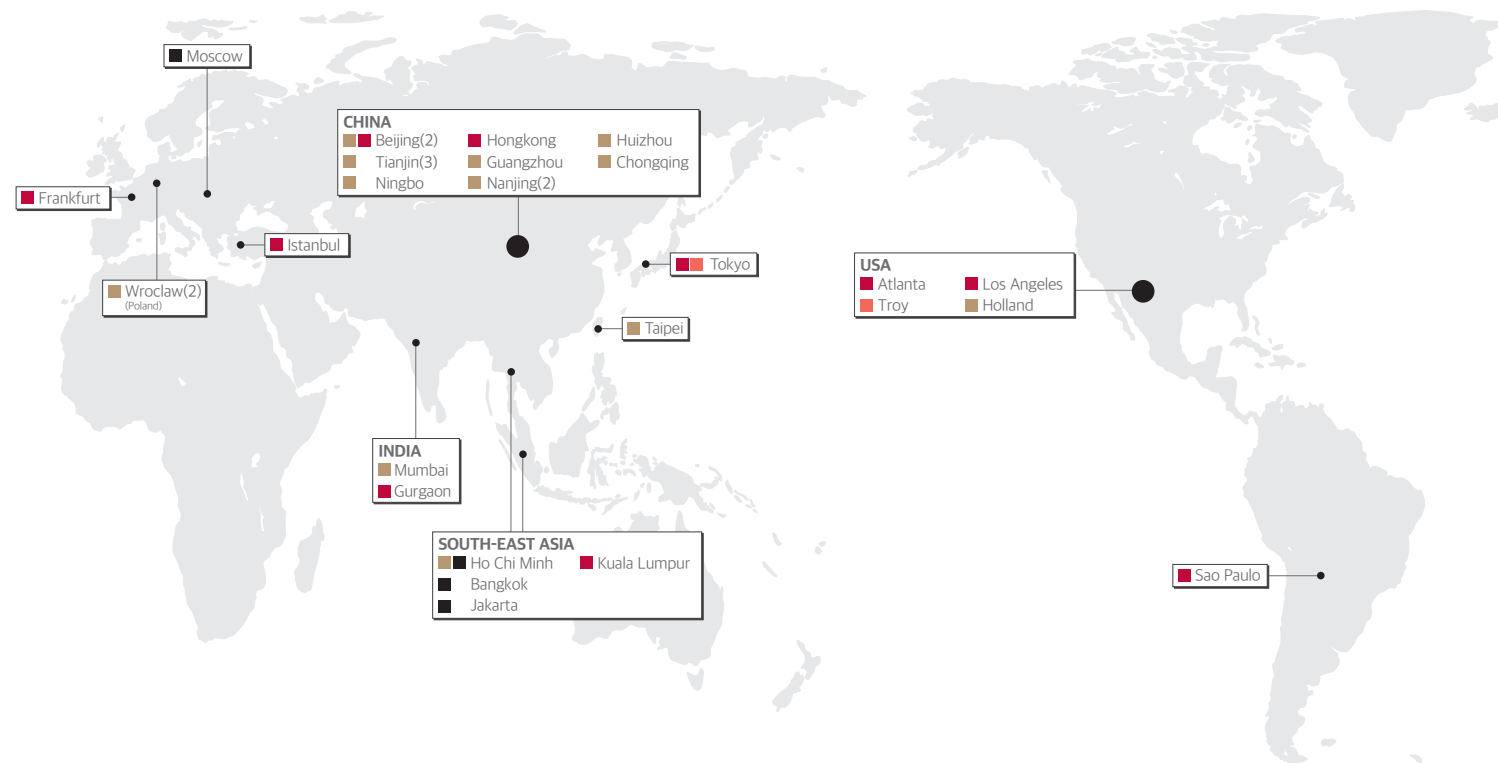 Moscow
CHINA
Beijing(2) Hongkong Huizhou
Tianjin(3) Guangzhou Chongqing
Ningbo Nanjing(2)
Frankfurt
Istanbul
Tokyo
USA
Atlanta Los Angeles
Troy Holland
Wroclaw(2)
(Poland)
Taipei
INDIA
Mumbai
Gurgaon
SOUTH-EAST ASIA
Ho Chi Minh Kuala Lumpur
Bangkok
Jakarta
Sao Paulo